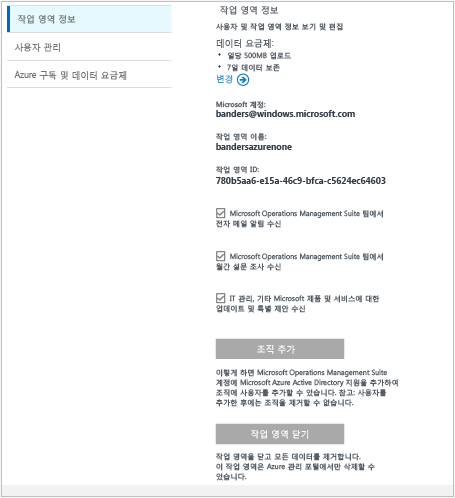 작업 영역 정보
사용자 관리
Azure 구독 및 데이터 요금제
작업 영역 정보
사용자 및 작업 영역 정보 보기 및 편집
데이터 요금제:
• 일당 500MB 업로드
• 7일 데이터 보존
변경
Microsoft 계정:
banders@windows.microsoft.com
작업 영역 이름:
bandersazurenone
작업 영역 ID:
780b5aa6-e15a-46c9-bfca-c5624ec64603
Microsoft Operations Management Suite 팀에서
전자 메일 알림 수신
Microsoft Operations Management Suite 팀에서
월간 설문 조사 수신
IT 관리, 기타 Microsoft 제품 및 서비스에 대한
업데이트 및 특별 제안 수신
조직 추가
이렇게 하면 Microsoft Operations Management Suite
계정에 Microsoft Azure Active Directory 지원을 추가하여
조직에 사용자를 추가할 수 있습니다. 참고: 사용자를
추가한 후에는 조직을 제거할 수 없습니다.
작업 영역 닫기
작업 영역을 닫고 모든 데이터를 제거합니다.
이 작업 영역은 Azure 관리 포털에서만 삭제할 수
있습니다.